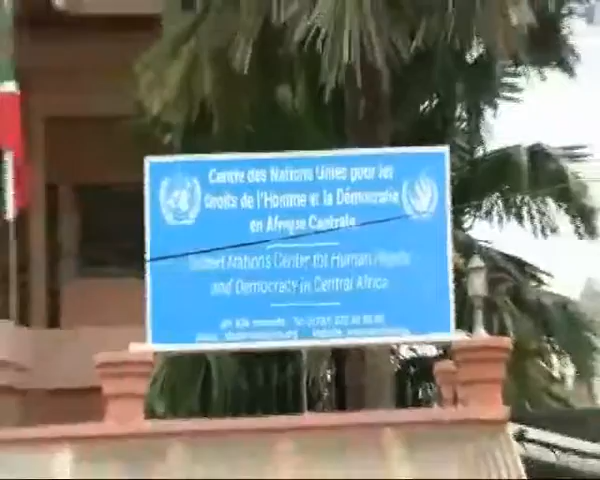 Centre des Nations Unies pour les
Droits de l'Homme et la Démocratie
en Afrique Centrale
United Nations Center for Human Rights
and Democracy in Central Africa